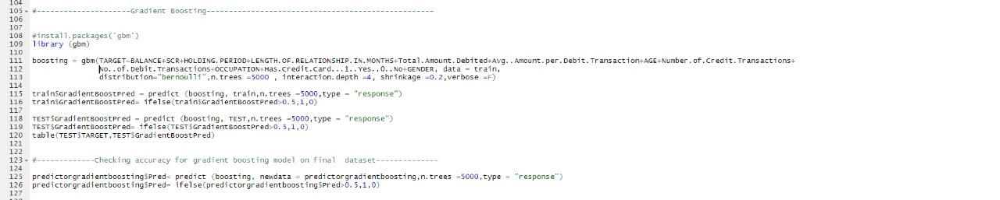 104
105 #--------------------Gradient Boosting------------------------------------------------
106
107
108 #install.packages('gbm')
109 library (gbm)
110
111 boosting = gbm(TARGET~BALANCE+SCR+HOLDING.PERIOD+LENGTH.OF.RELATIONSHIP.IN.MONTHS+Total.Amount.Debited+Avg..Amount.per.Debit.Transaction+AGE+Number.of.Credit.Transactions+
112 No..of.Debit.Transactions+OCCUPATION+Has.Credit.Card...1..Yes..0..No+GENDER, data = train,
113 distribution="bernoulli",n.trees =5000 , interaction.depth =4, shrinkage =0.2,verbose =F)
114
115 train$GradientBoostPred = predict (boosting, train,n.trees =5000,type = "response")
116 train$GradientBoostPred= ifelse(train$GradientBoostPred>0.5,1,0)
117
118 TEST$GradientBoostPred = predict (boosting, TEST,n.trees =5000,type = "response")
119 TEST$GradientBoostPred= ifelse(TEST$GradientBoostPred>0.5,1,0)
120 table(TEST$TARGET,TEST$GradientBoostPred)
121
122
123 #------------Checking accuracy for gradient boosting model on final  dataset-------------
124
125 predictorgradientboosting$Pred= predict (boosting, newdata = predictorgradientboosting,n.trees =5000,type = "response")
126 predictorgradientboosting$Pred= ifelse(predictorgradientboosting$Pred>0.5,1,0)
127